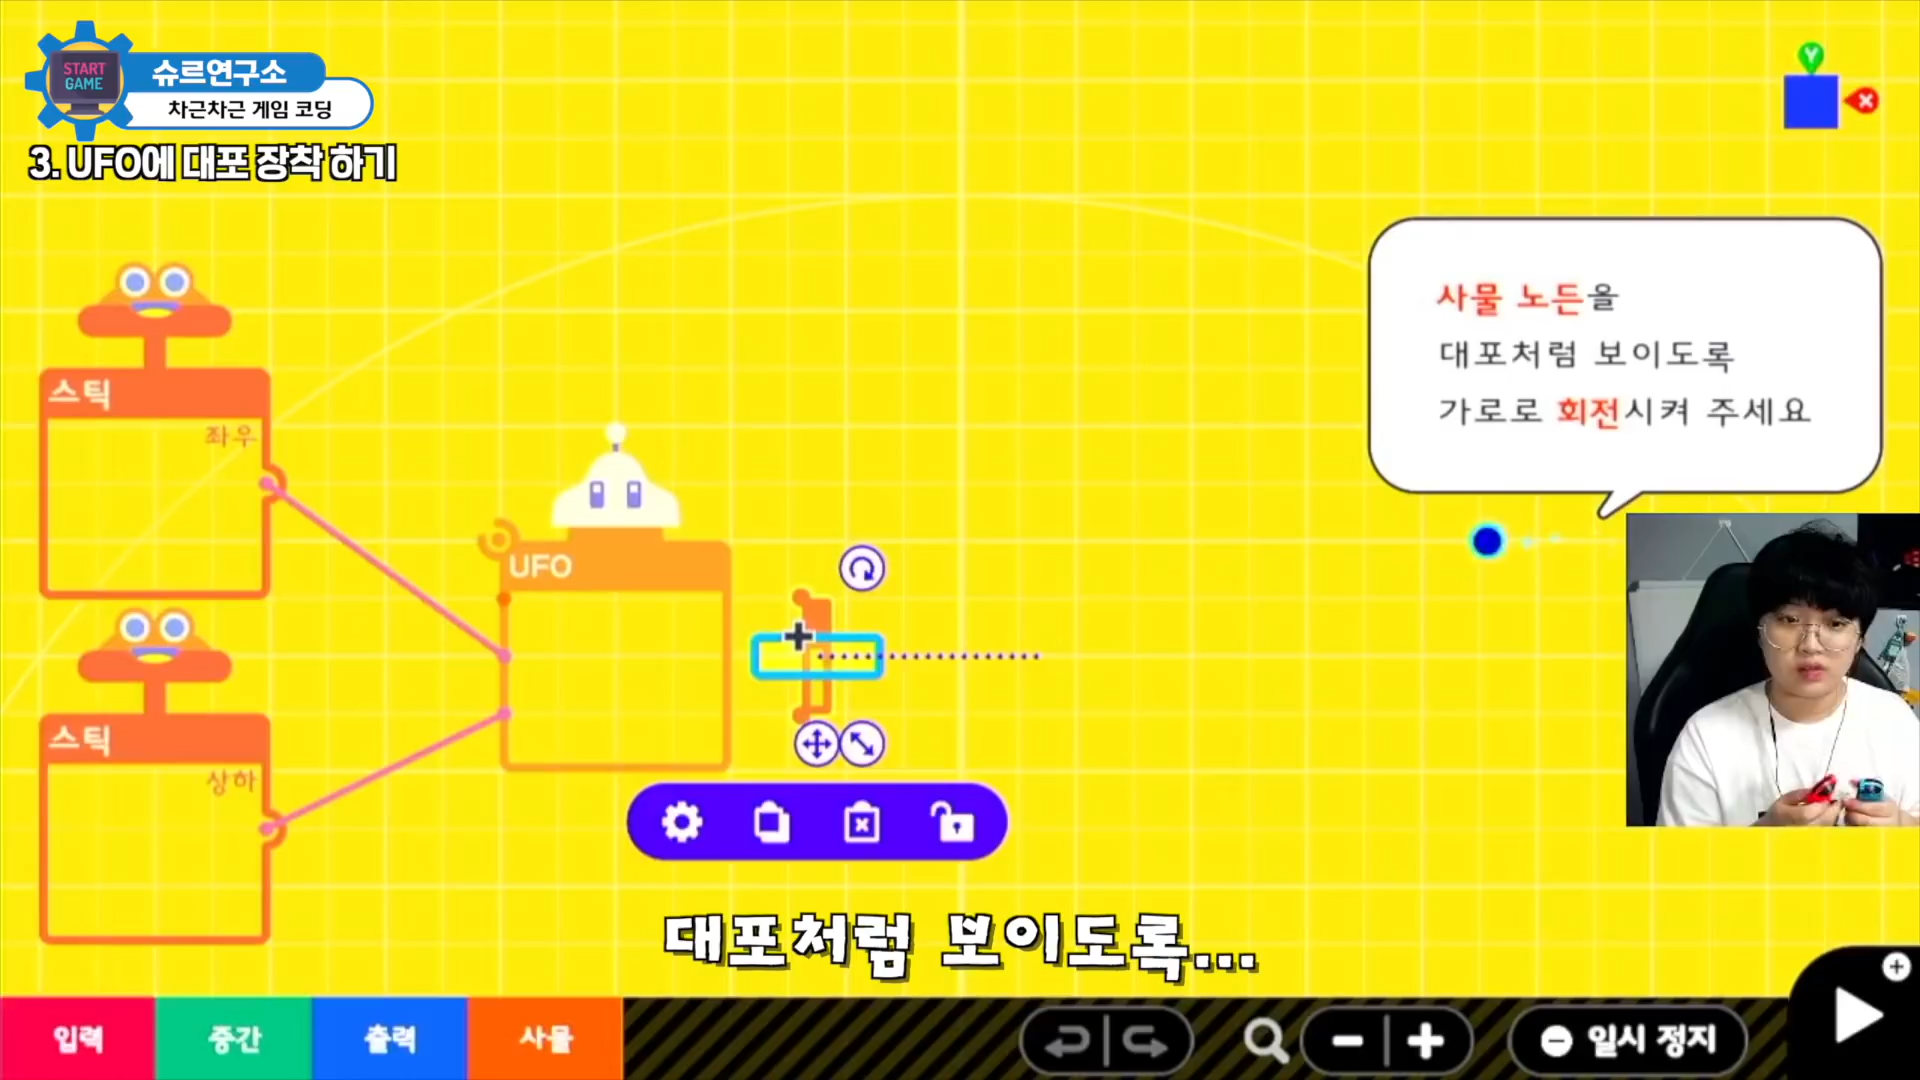 START
GAME
슈르연구소
차근차근 게임 코딩
3. UFO에 대포 장착 하기
Y
X
사물 노든을
대포처럼 보이도록
가로로 회전시켜 주세요
스틱
좌우
UFO
스틱
상하
대포처럼 보이도록...
입력
중간
출력
사물
일시 정지